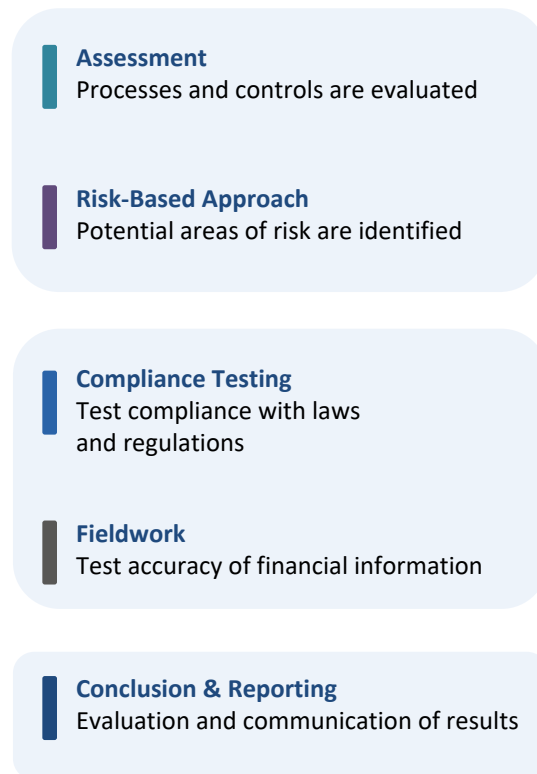 Assessment
Processes and controls are evaluated
Risk-Based Approach
Potential areas of risk are identified
Compliance Testing
Test compliance with laws
and regulations
Fieldwork
Test accuracy of financial information
Conclusion & Reporting
Evaluation and communication of results